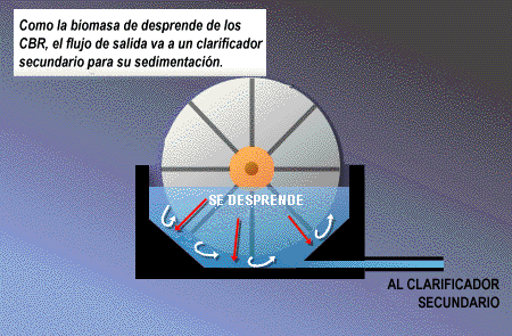 Como la biomasa de desprende de los
CBR, el flujo de salida va a un clarificador
secundario para su sedimentación.
SE DESPRENDE
AL CLARIFICADOR
SECUNDARIO